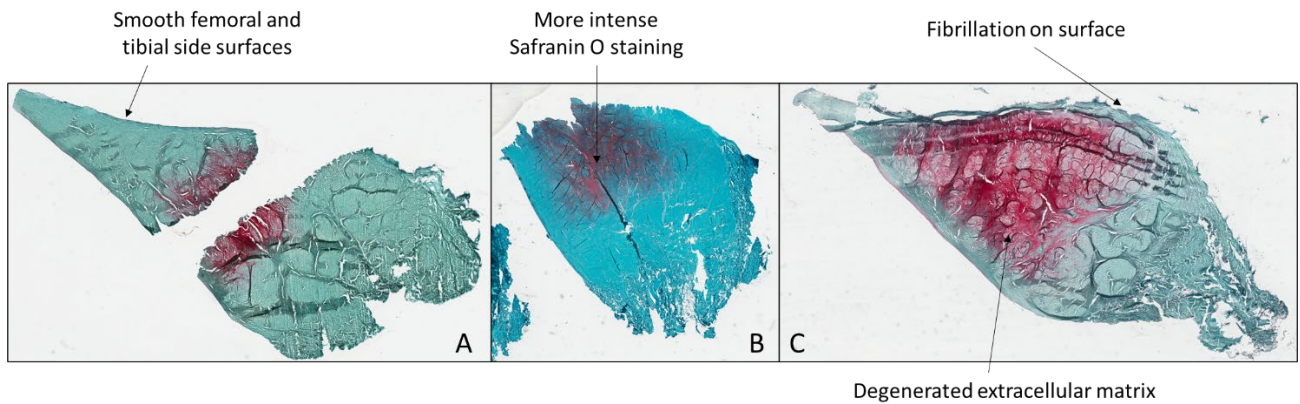 Smooth femoral and
tibial side surfaces
More intense
Safranin O staining
Fibrillation on surface
A
B
C
Degenerated extracellular matrix